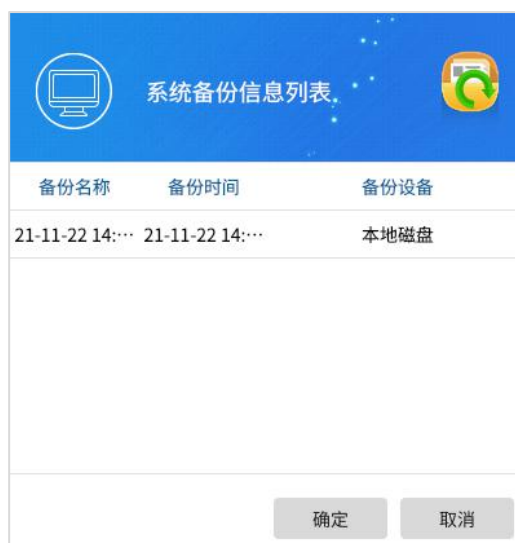 系统备份信息列表
备份名称 备份时间 备份设备
21-11-22 14:··· 21-11-22 14:··· 本地磁盘
确定 取消